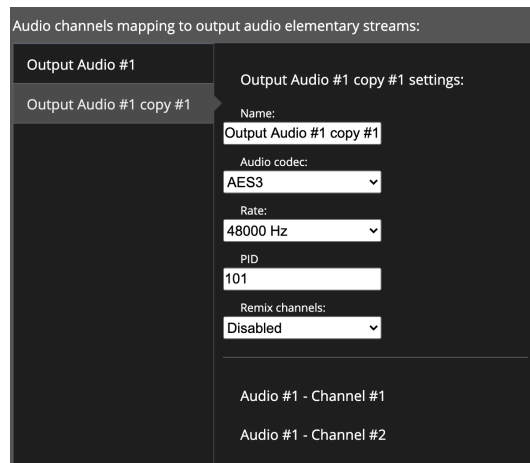 Audio channels mapping to output audio elementary streams:
Output Audio #1
Output Audio #1 copy #1
Output Audio #1 copy #1 settings:
Name:
Output Audio #1 copy #1
Audio codec:
AES3
Rate:
48000 Hz
PID
101
Remix channels:
Disabled
Audio #1 - Channel #1
Audio #1 - Channel #2